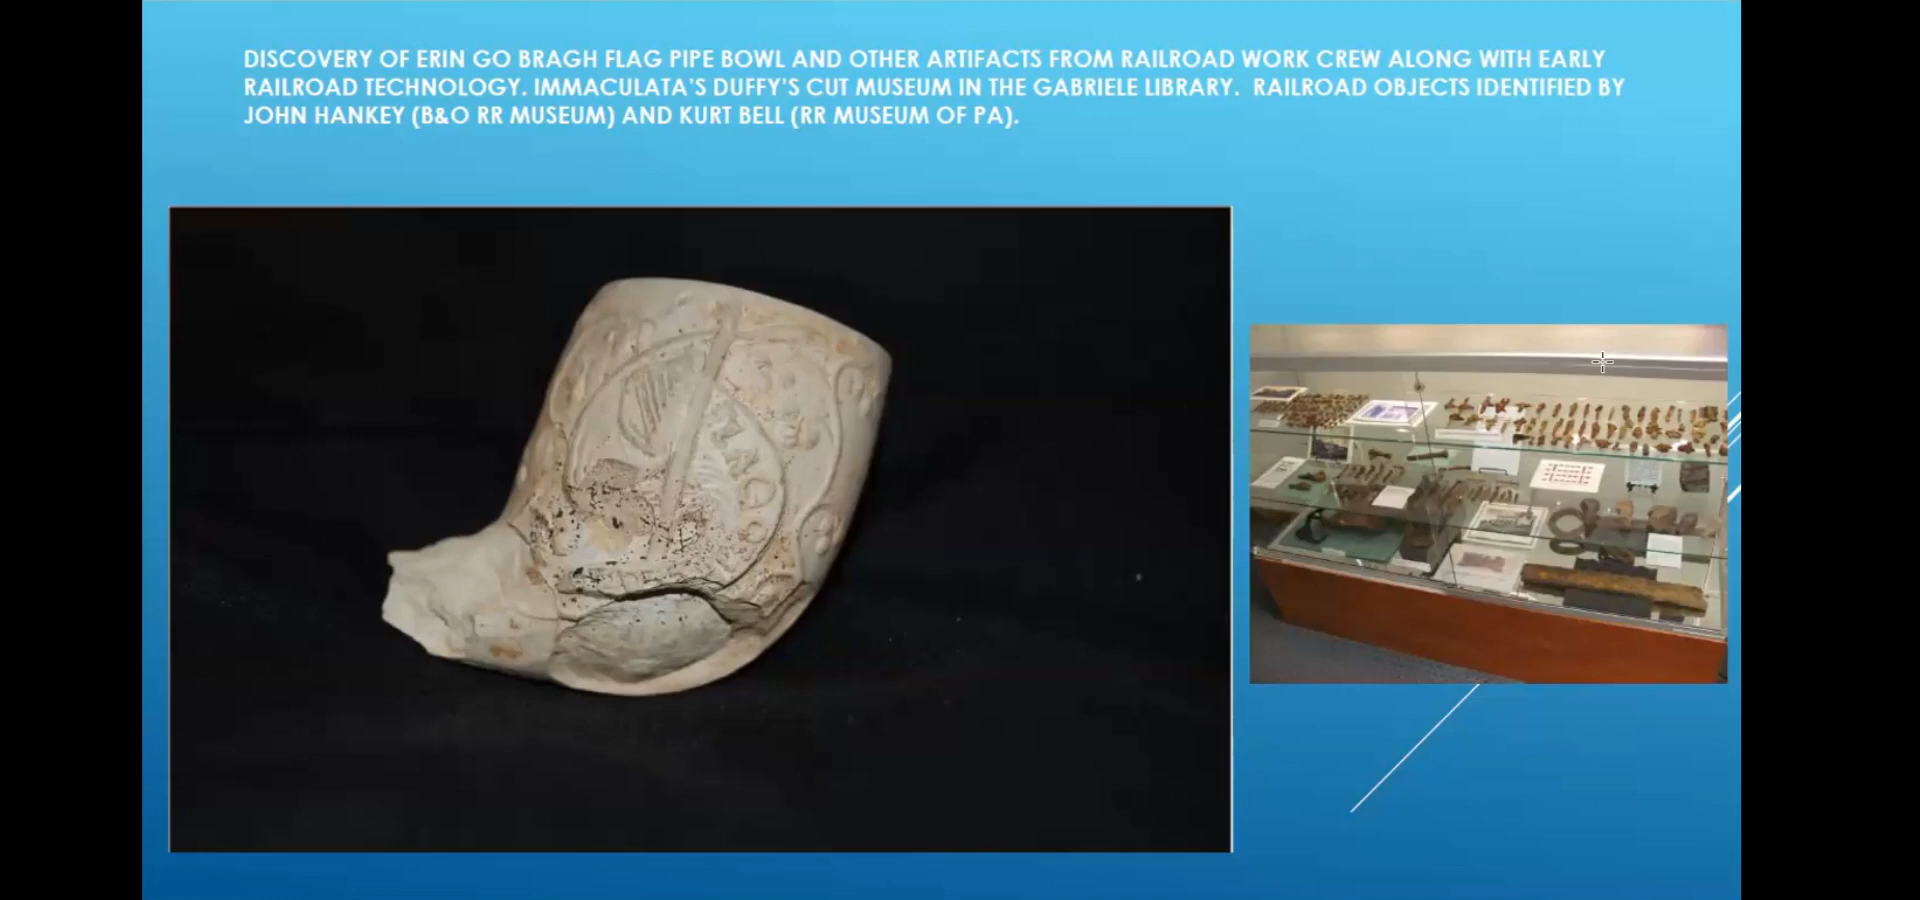 DISCOVERY OF ERIN GO BRAGH FLAG PIPE BOWL AND OTHER ARTIFACTS FROM RAILROAD WORK CREW ALONG WITH EARLY
RAILROAD TECHNOLOGY. IMMACULATA'S DUFFY'S CUT MUSEUM IN THE GABRIELE LIBRARY. RAILROAD OBJECTS IDENTIFIED BY
JOHN HANKEY (B&O RR MUSEUM) AND KURT BELL (RR MUSEUM OF PA).